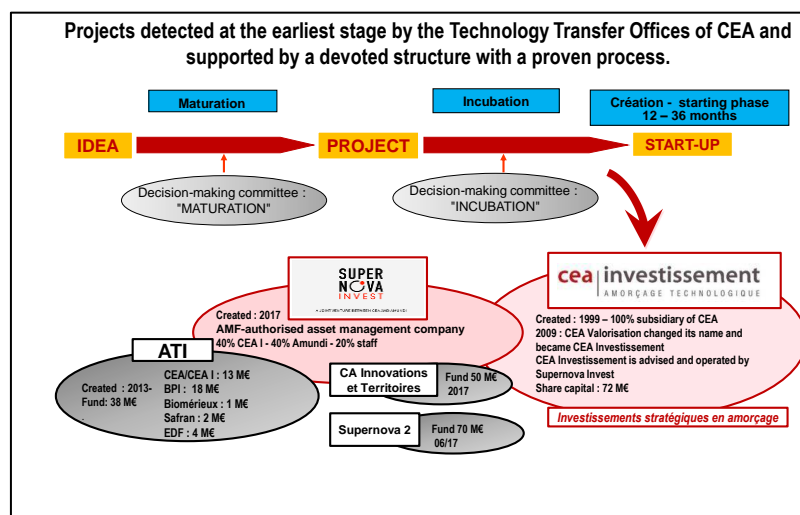 Projects detected at the earliest stage by the Technology Transfer Offices of CEA and
supported by a devoted structure with a proven process.
Maturation
Incubation
Création - starting phase
12 – 36 months
IDEA
PROJECT
START-UP
Decision-making committee :
"MATURATION"
Decision-making committee :
"INCUBATION"
SUPER
NOVA
INVEST
A JOINT VENTURE BETWEEN CEA AND AMUNDI
cea investissement
AMORÇAGE TECHNOLOGIQUE
Created : 2017
AMF-authorised asset management company
40% CEA I - 40% Amundi - 20% staff
Created : 1999 – 100% subsidiary of CEA
2009 : CEA Valorisation changed its name and
became CEA Investissement
CEA Investissement is advised and operated by
Supernova Invest
Share capital : 72 M€
Investissements stratégiques en amorçage
ATI
Created : 2013-
Fund: 38 M€
.
CEA/CEA I : 13 M€
BPI : 18 M€
Biomérieux : 1 M€
Safran : 2 M€
EDF : 4 M€
CA Innovations
et Territoires
Fund 50 M€
2017
Supernova 2
Fund 70 M€
06/17